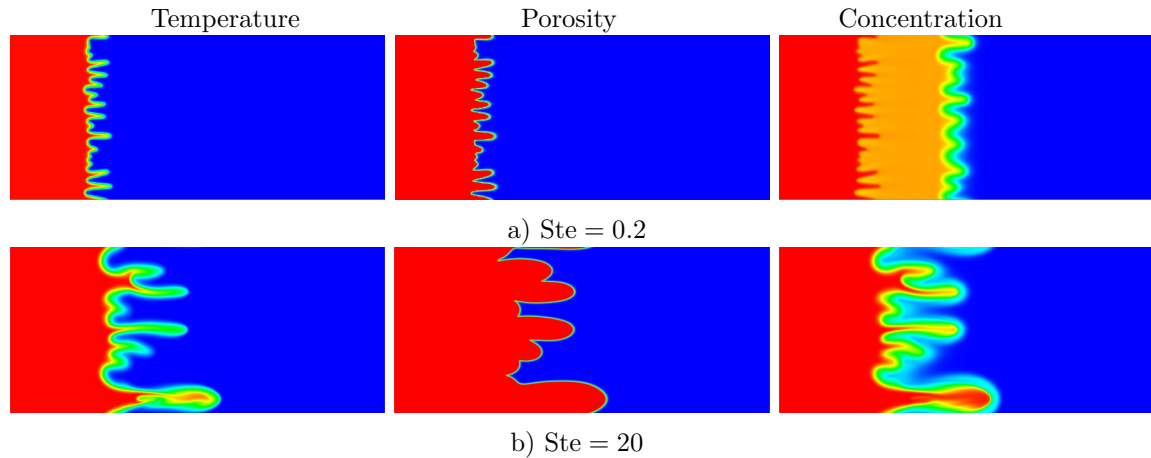 Temperature Porosity Concentration
a) Ste = 0.2
b) Ste = 20